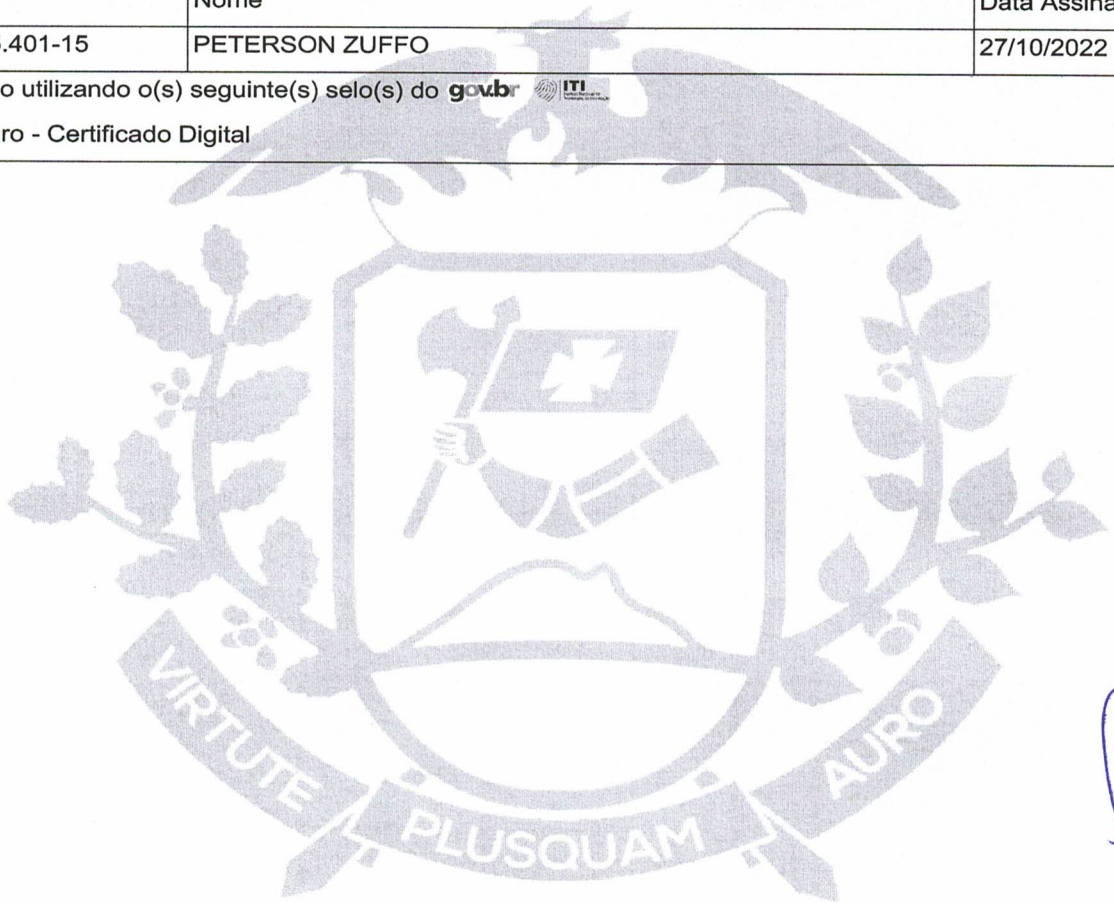 Nome Data Assina
.401-15 PETERSON ZUFFO 27/10/2022
o utilizando o(s) seguinte(s) selo(s) do gov.br ITI
ro - Certificado Digital
VIRTUTE PLUSQUAM AURO